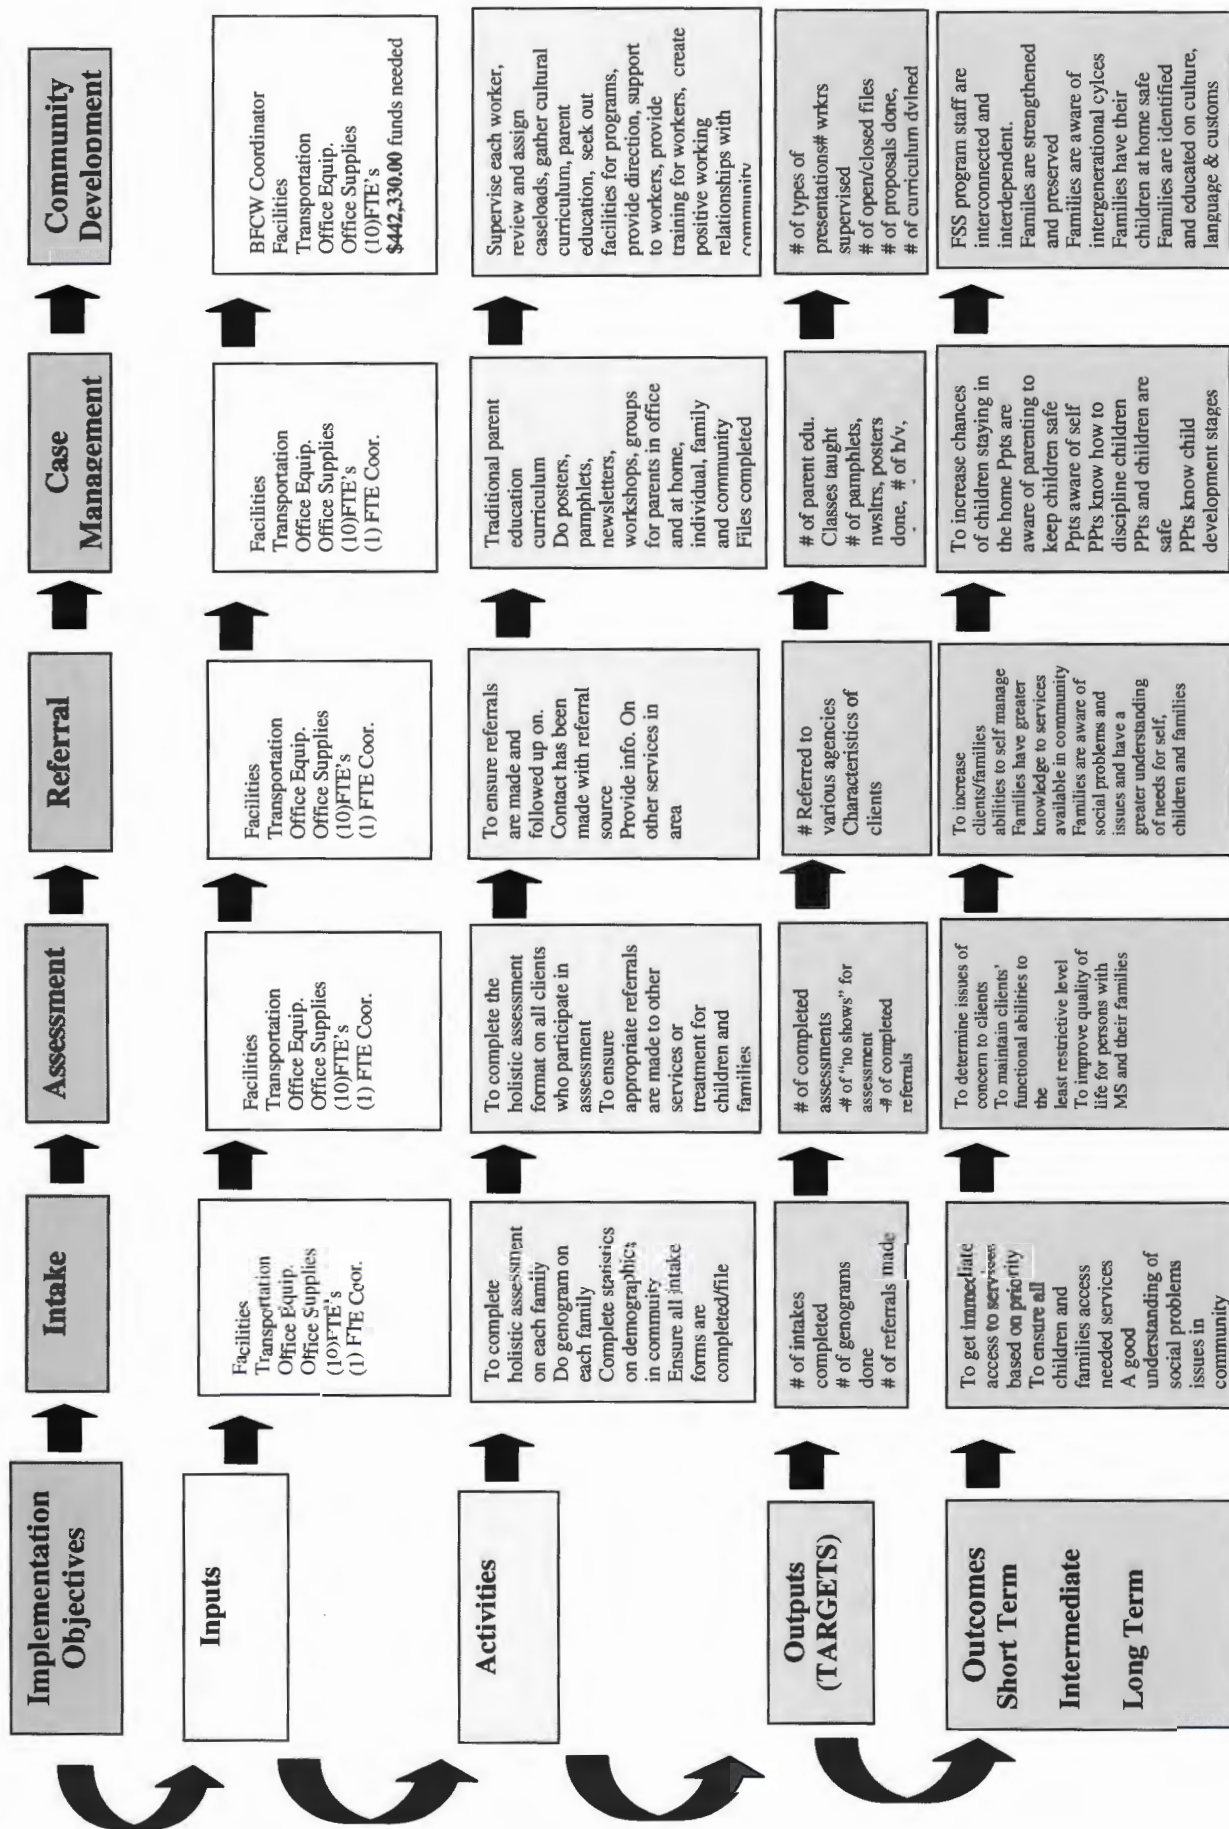 Implementation
Objectives
Intake
Assessment
Referral
Case
Management
Community
Development
Inputs
Facilities
Transportation
Office Equip.
Office Supplies
(10)FTE's
(1) FTE Coor.
Facilities
Transportation
Office Equip.
Office Supplies
(10)FTE's
(1) FTE Coor.
Facilities
Transportation
Office Equip.
Office Supplies
(10)FTE's
(1) FTE Coor.
Facilities
Transportation
Office Equip.
Office Supplies
(10)FTE's
(1) FTE Coor.
BFCW Coordinator
Facilities
Transportation
Office Equip.
Office Supplies
(10)FTE's
$442,330.00 funds needed
Activities
To complete
holistic assessment
on each family
Do genogram on
each family
Complete statistics
on demographics
in commuity
Ensure all intake
forms are
completed/file
To complete the
holistic assessment
format on all clients
who participate in
assessment
To ensure
appropriate referrals
are made to other
services or
treatment for
children and
families
To ensure referrals
are made and
followed up on.
Contact has been
made with referral
source
Provide info. On
other services in
area
Traditional parent
education
curriculum
Do posters,
pamphlets,
newsletters,
workshops, groups
for parents in office
and at home,
individual, family
and community
Files completed
Supervise each worker,
review and assign
caseloads, gather cultural
curriculum, parent
education, seek out
facilities for programs,
provide direction, support
to workers, provide
training for workers, create
positive working
relationships with
community
Outputs
(TARGETS)
# of intakes
completed
# of genograms
done
# of referrals made
# of completed
assessments
-# of "no shows" for
assessment
-# of completed
referrals
# Referred to
various agencies
Characteristics of
clients
# of parent edu.
Classes taught
# of pamphlets,
nwsltrs, posters
done, # of h/v,
# of types of
presentations# wrkrs
supervised
# of open/closed files
# of proposals done,
# of curriculum dvlned
Outcomes
Short Term
Intermediate
Long Term
To get immediate
access to services
based on priority
To ensure all
children and
families access
needed services
A good
understanding of
social problems
issues in
community
To determine issues of
concern to clients
To maintain clients'
functional abilities to
the
least restrictive level
To improve quality of
life for persons with
MS and their families
To increase
clients/families
abilities to self manage
Families have greater
knowledge to services
available in community
Families are aware of
social problems and
issues and have a
greater understanding
of needs for self,
children and families
To increase chances
of children staying in
the home Ppts are
aware of parenting to
keep children safe
Ppts aware of self
PPts know how to
discipline children
PPts and children are
safe
PPts know child
development stages
FSS program staff are
interconnected and
interdependent.
Families are strengthened
and preserved
Families are aware of
intergenerational cylces
Families have their
children at home safe
Families are identified
and educated on culture,
language & customs